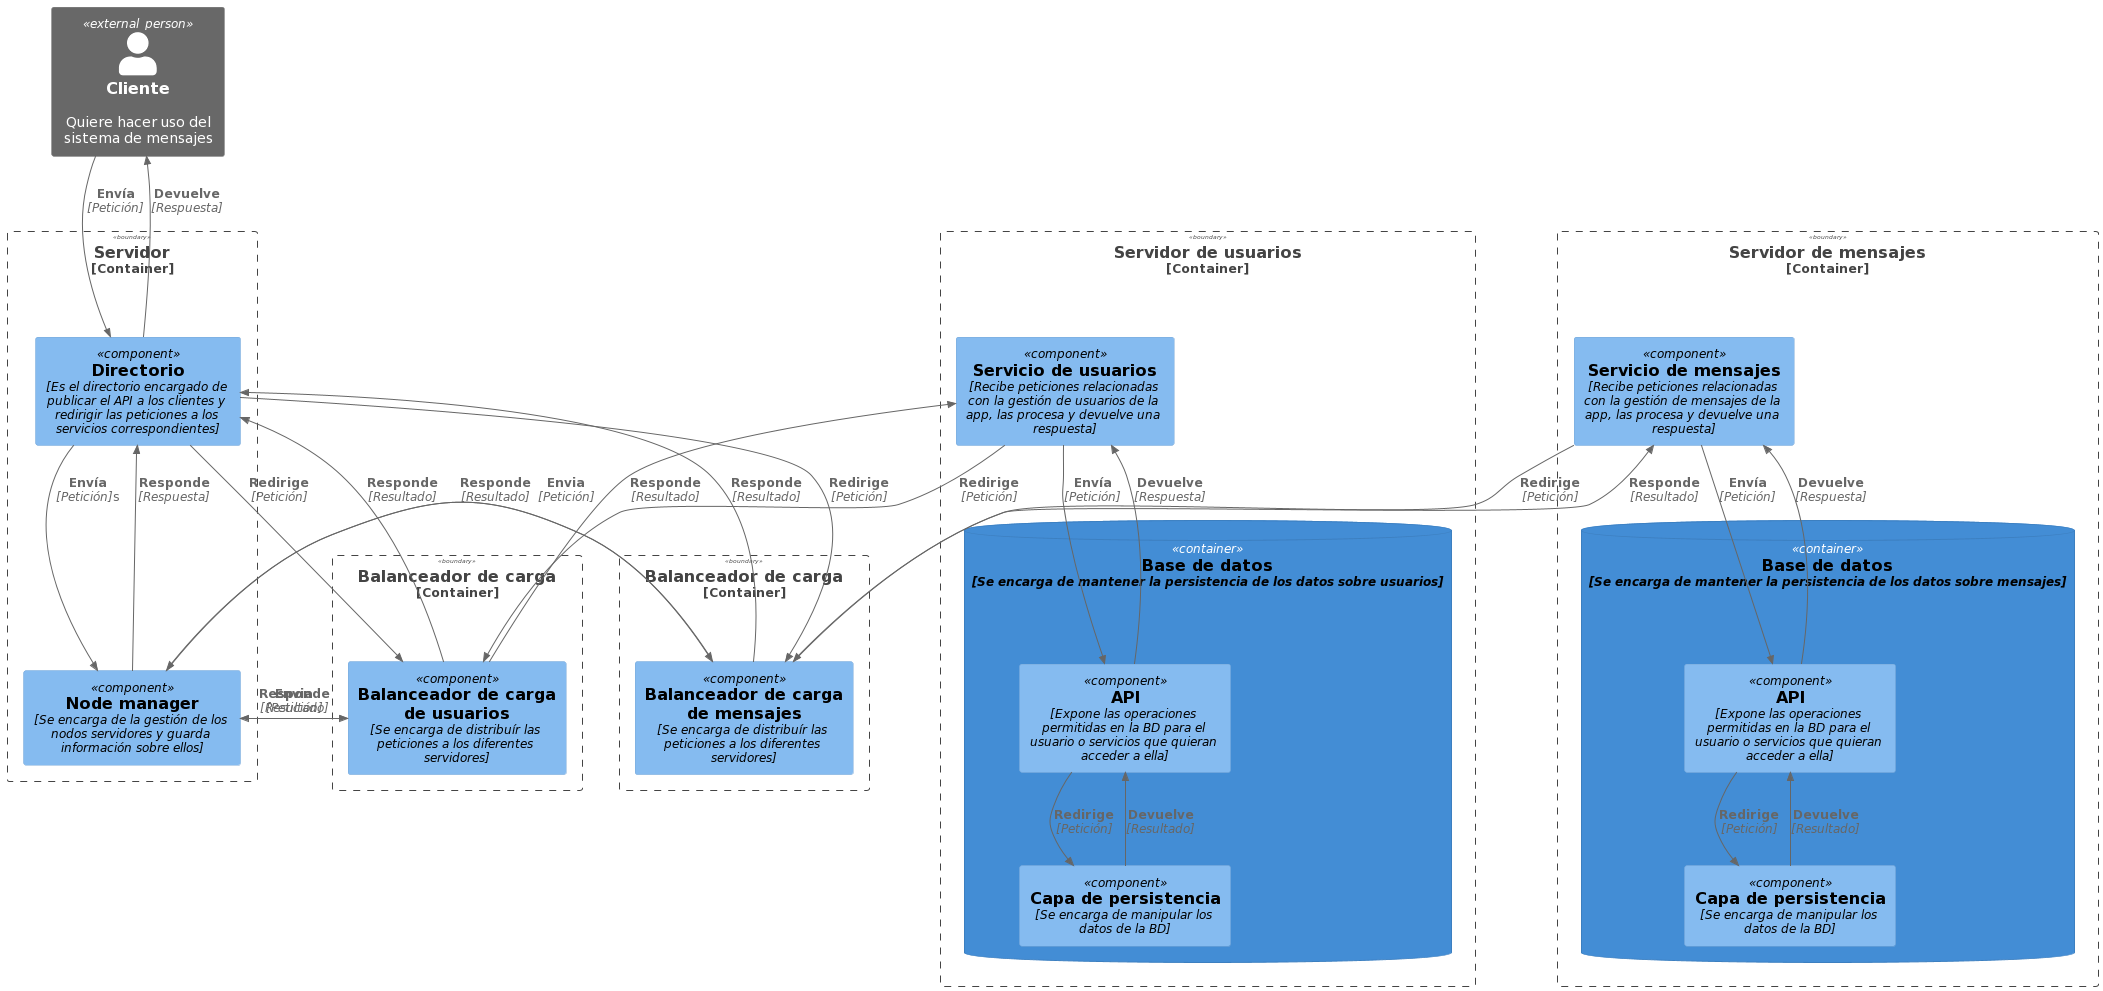 «external person»
Cliente
Quiere hacer uso del
sistema de mensajes
Envía
[Petición]
Devuelve
[Respuesta]
«boundary»
Servidor
[Container]
«component»
Directorio
[Es el directorio encargado de
publicar el API a los clientes y
redirigir las peticiones a los
servicios correspondientes]
Envía
[Petición]s
Responde
[Respuesta]
Redirige
[Petición]
Responde
[Resultado]
Responde
[Resultado]
Envia
[Petición]
Responde
[Resultado]
Responde
[Resultado]
Redirige
[Petición]
«component»
Node manager
[Se encarga de la gestión de los
nodos servidores y guarda
información sobre ellos]
Responde
[Resultado]
Envia
[Petición]
«boundary»
Balanceador de carga
[Container]
«component»
Balanceador de carga
de usuarios
[Se encarga de distribuír las
peticiones a los diferentes
servidores]
«boundary»
Balanceador de carga
[Container]
«component»
Balanceador de carga
de mensajes
[Se encarga de distribuír las
peticiones a los diferentes
servidores]
«boundary»
Servidor de usuarios
[Container]
«component»
Servicio de usuarios
[Recibe peticiones relacionadas
con la gestión de usuarios de la
app, las procesa y devuelve una
respuesta]
Redirige
[Petición]
Envía
[Petición]
Devuelve
[Respuesta]
«container»
Base de datos
[Se encarga de mantener la persistencia de los datos sobre usuarios]
«component»
API
[Expone las operaciones
permitidas en la BD para el
usuario o servicios que quieran
acceder a ella]
Redirige
[Petición]
Devuelve
[Resultado]
«component»
Capa de persistencia
[Se encarga de manipular los
datos de la BD]
«boundary»
Servidor de mensajes
[Container]
«component»
Servicio de mensajes
[Recibe peticiones relacionadas
con la gestión de mensajes de la
app, las procesa y devuelve una
respuesta]
Redirige
[Petición]
Responde
[Resultado]
Envía
[Petición]
Devuelve
[Respuesta]
«container»
Base de datos
[Se encarga de mantener la persistencia de los datos sobre mensajes]
«component»
API
[Expone las operaciones
permitidas en la BD para el
usuario o servicios que quieran
acceder a ella]
Redirige
[Petición]
Devuelve
[Resultado]
«component»
Capa de persistencia
[Se encarga de manipular los
datos de la BD]